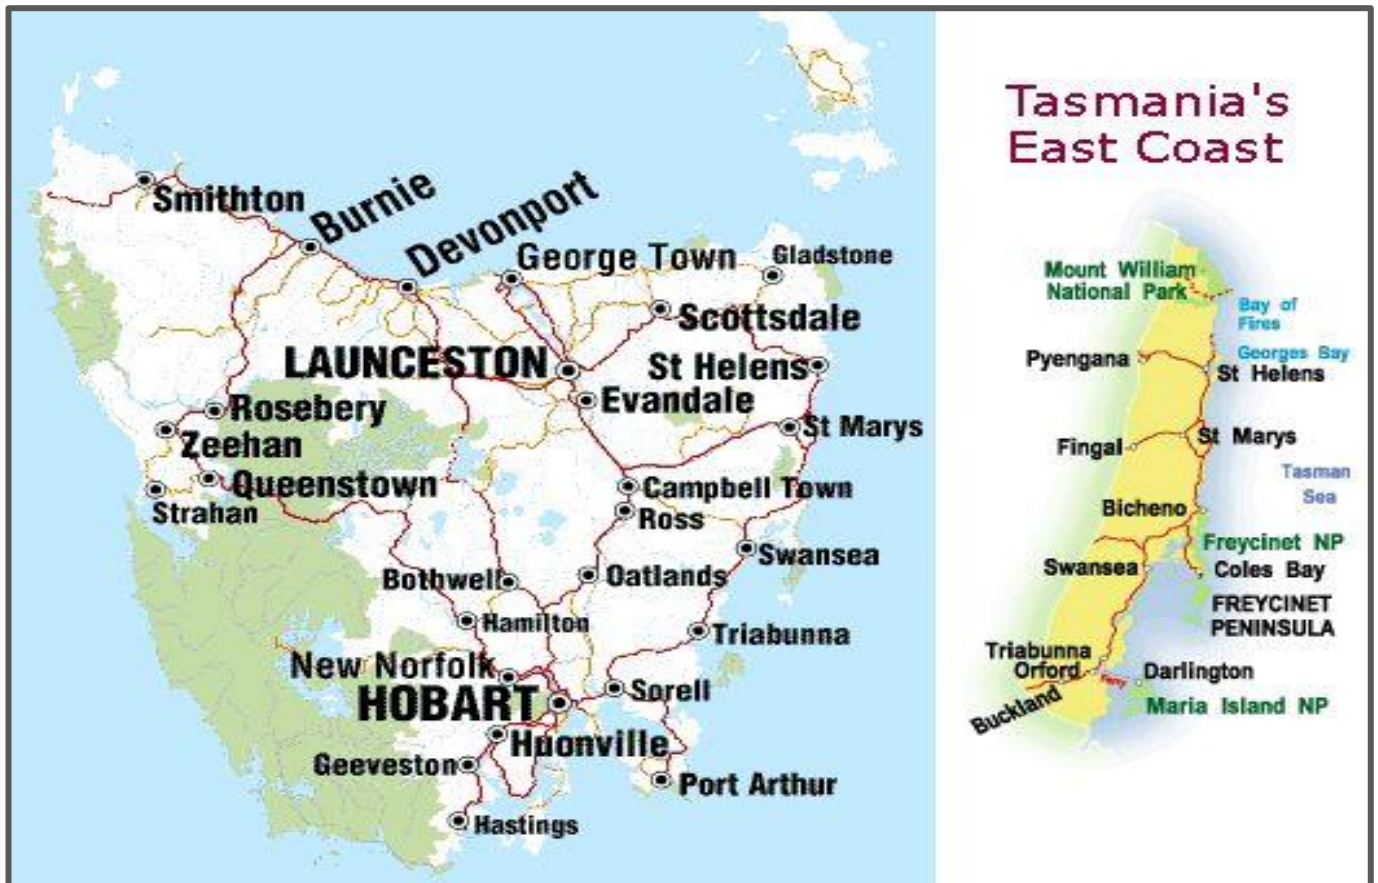 Smithton
Burnie
Devonport
George Town
Gladstone
Scottsdale
LAUNCESTON
St Helens
Evandale
Rosebery
Zeehan
St Marys
Queenstown
Campbell Town
Strahan
Ross
Swansea
Bothwell
Oatlands
Hamilton
Triabunna
New Norfolk
Sorell
HOBART
Huonville
Geeveston
Port Arthur
Hastings
Tasmania's
East Coast
Mount William
National Park
Bay of
Fires
Georges Bay
Pyengana
St Helens
Fingal
St Marys
Tasman
Sea
Bicheno
Freycinet NP
Swansea
Coles Bay
FREYCINET
PENINSULA
Triabunna
Orford
Darlington
Ferry
Buckland
Maria Island NP